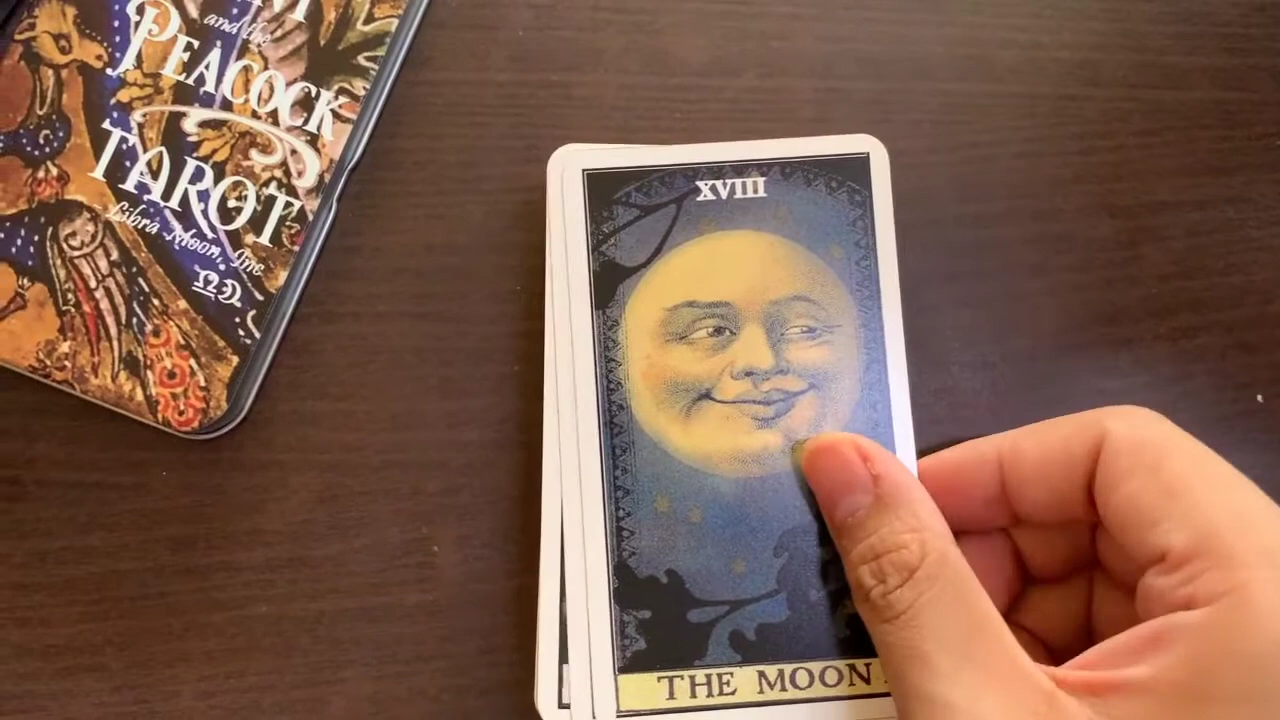 and the
PEACOCK
TAROT
Libra Moon, Inc
XVIII
THE MOON